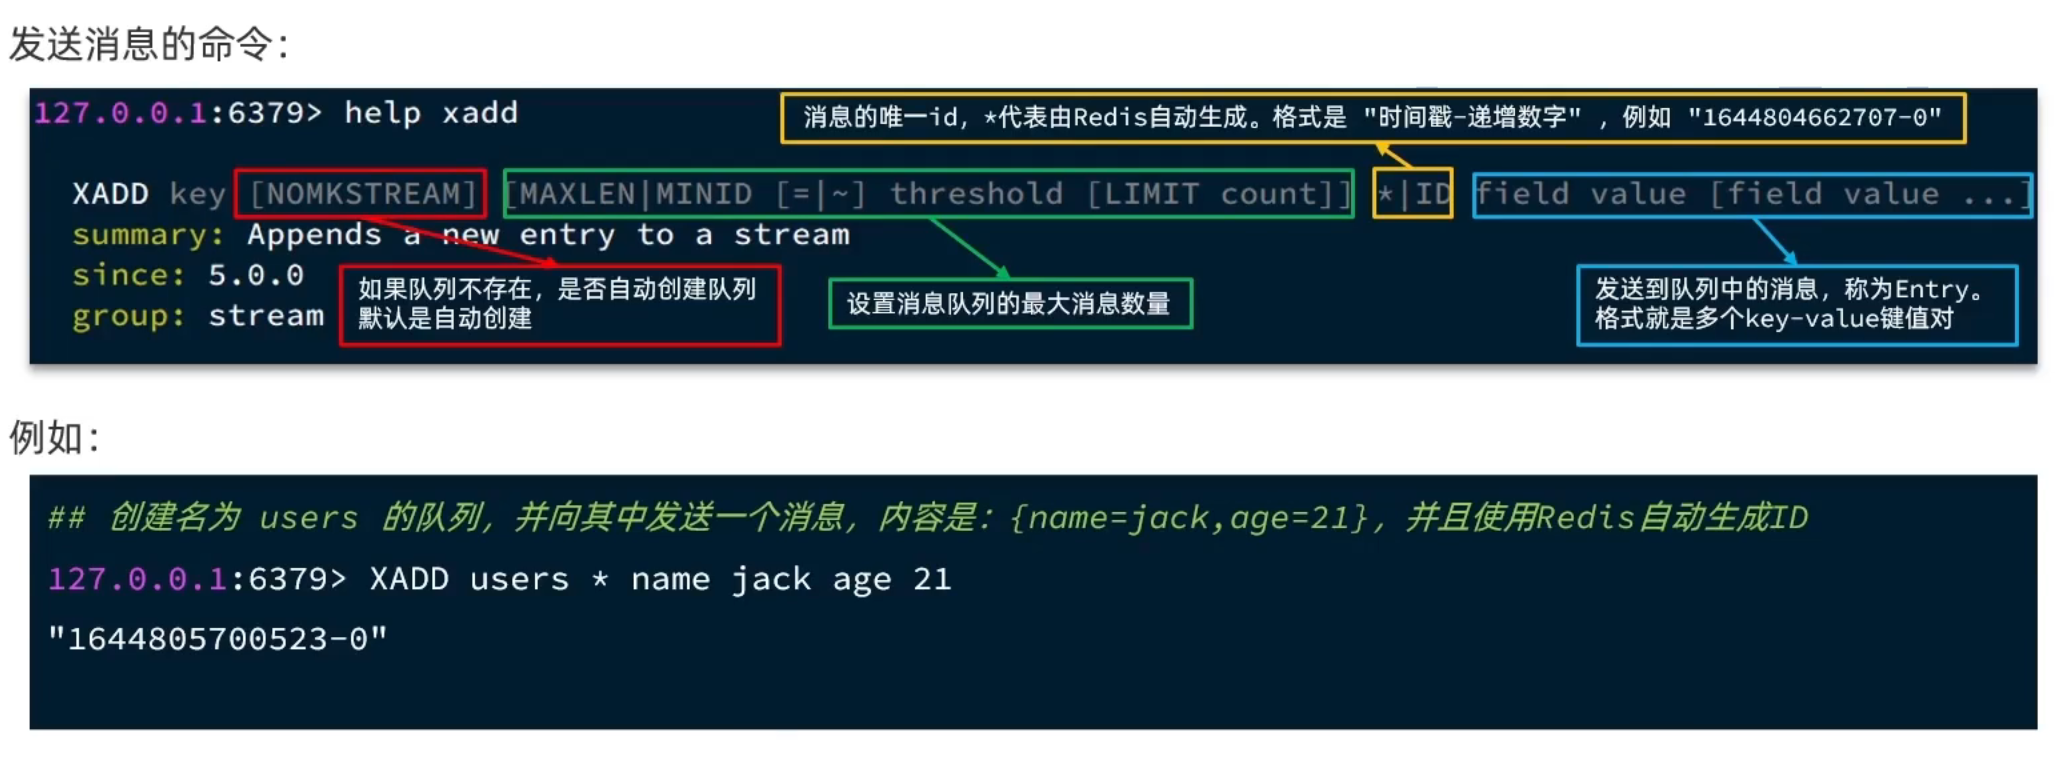 发送消息的命令：
127.0.0.1:6379> help xadd
消息的唯一id，*代表由Redis自动生成。格式是 "时间戳-递增数字" ，例如 "1644804662707-0"
XADD key [NOMKSTREAM] [MAXLEN|MINID [=|~] threshold [LIMIT count]] *|ID field value [field value ...]
summary: Appends a new entry to a stream
since: 5.0.0
group: stream
如果队列不存在，是否自动创建队列
默认是自动创建
设置消息队列的最大消息数量
发送到队列中的消息，称为Entry。
格式就是多个key-value键值对
例如：
## 创建名为 users 的队列，并向其中发送一个消息，内容是：{name=jack,age=21}，并且使用Redis自动生成ID
127.0.0.1:6379> XADD users * name jack age 21
"1644805700523-0"